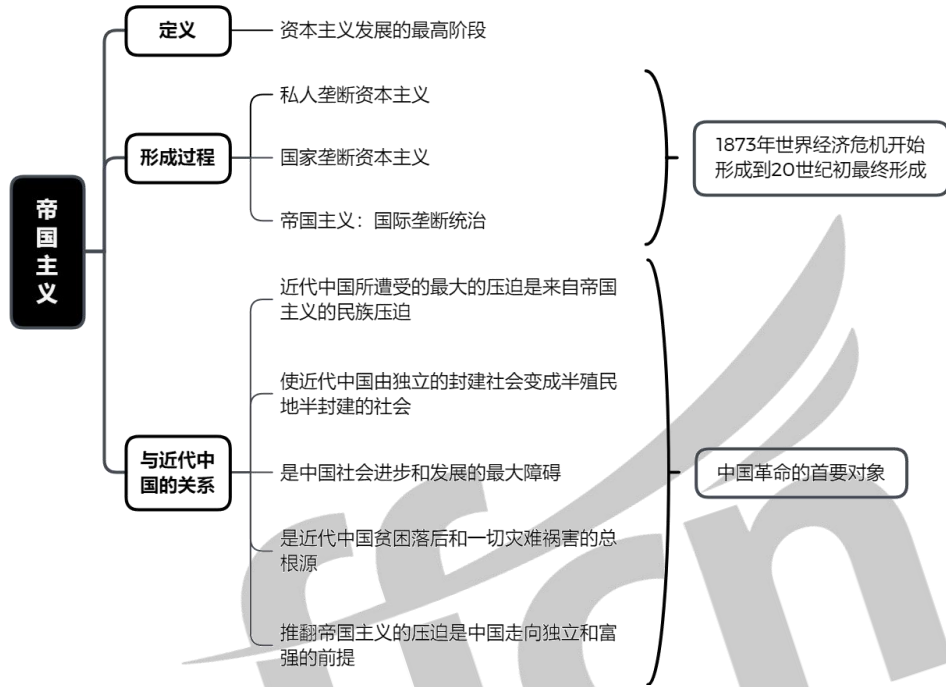 帝
国
主
义
定义
资本主义发展的最高阶段
形成过程
私人垄断资本主义
国家垄断资本主义
帝国主义：国际垄断统治
1873年世界经济危机开始
形成到20世纪初最终形成
与近代中
国的关系
近代中国所遭受的最大的压迫是来自帝国
主义的民族压迫
使近代中国由独立的封建社会变成半殖民
地半封建的社会
是中国社会进步和发展的最大障碍
是近代中国贫困落后和一切灾难祸害的总
根源
推翻帝国主义的压迫是中国走向独立和富
强的前提
中国革命的首要对象